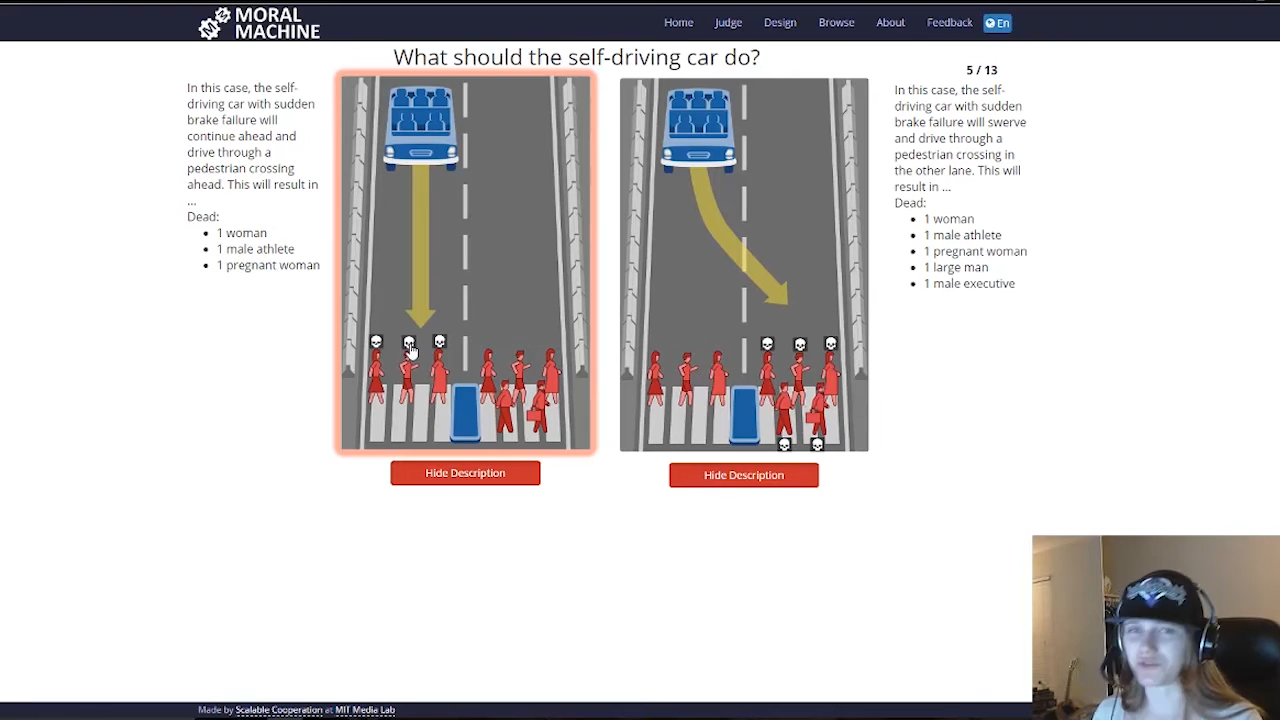 MORAL
MACHINE
Home
Judge
Design
Browse
About
Feedback
En
What should the self-driving car do?
In this case, the self-
driving car with sudden
brake failure will
continue ahead and
drive through a
pedestrian crossing
ahead. This will result in
...
Dead:
1 woman
1 male athlete
1 pregnant woman
Hide Description
Hide Description
5 / 13
In this case, the self-
driving car with sudden
brake failure will swerve
and drive through a
pedestrian crossing in
the other lane. This will
result in ...
Dead:
1 woman
1 male athlete
1 pregnant woman
1 large man
1 male executive
Made by Scalable Cooperation at MIT Media Lab